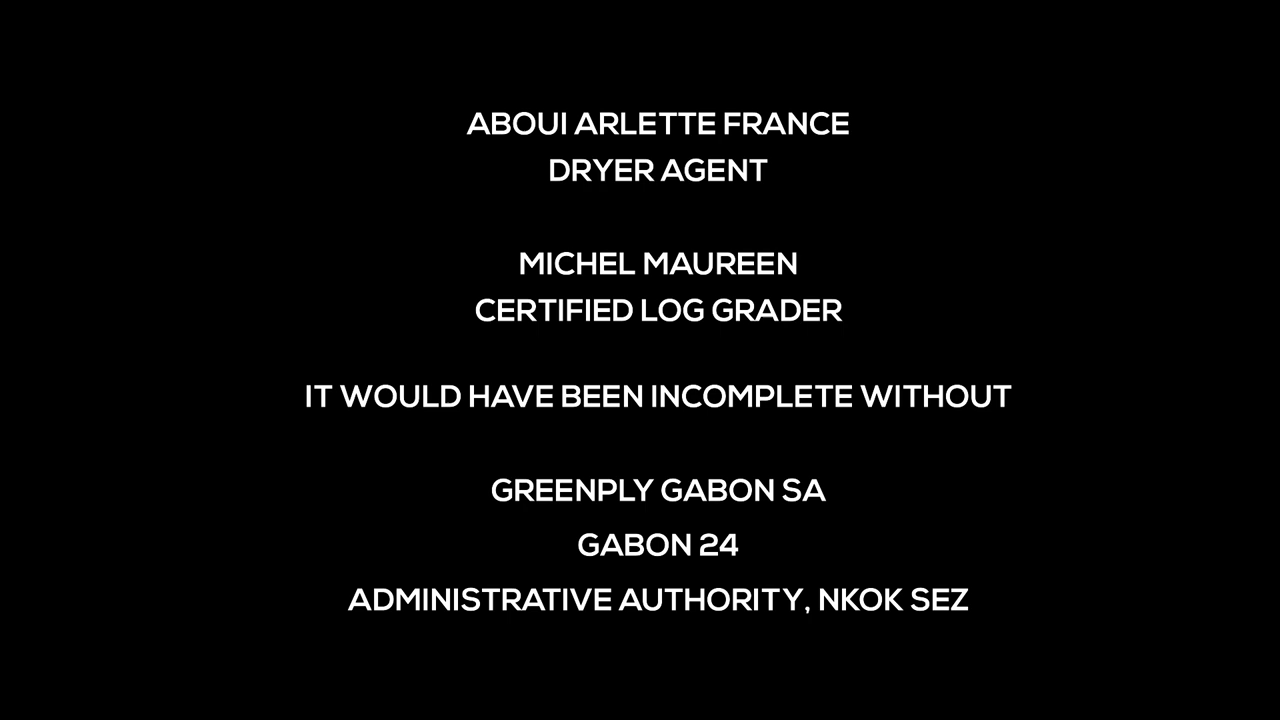 ABOUI ARLETTE FRANCE
DRYER AGENT
MICHEL MAUREEN
CERTIFIED LOG GRADER
IT WOULD HAVE BEEN INCOMPLETE WITHOUT
GREENPLY GABON SA
GABON 24
ADMINISTRATIVE AUTHORITY, NKOK SEZ